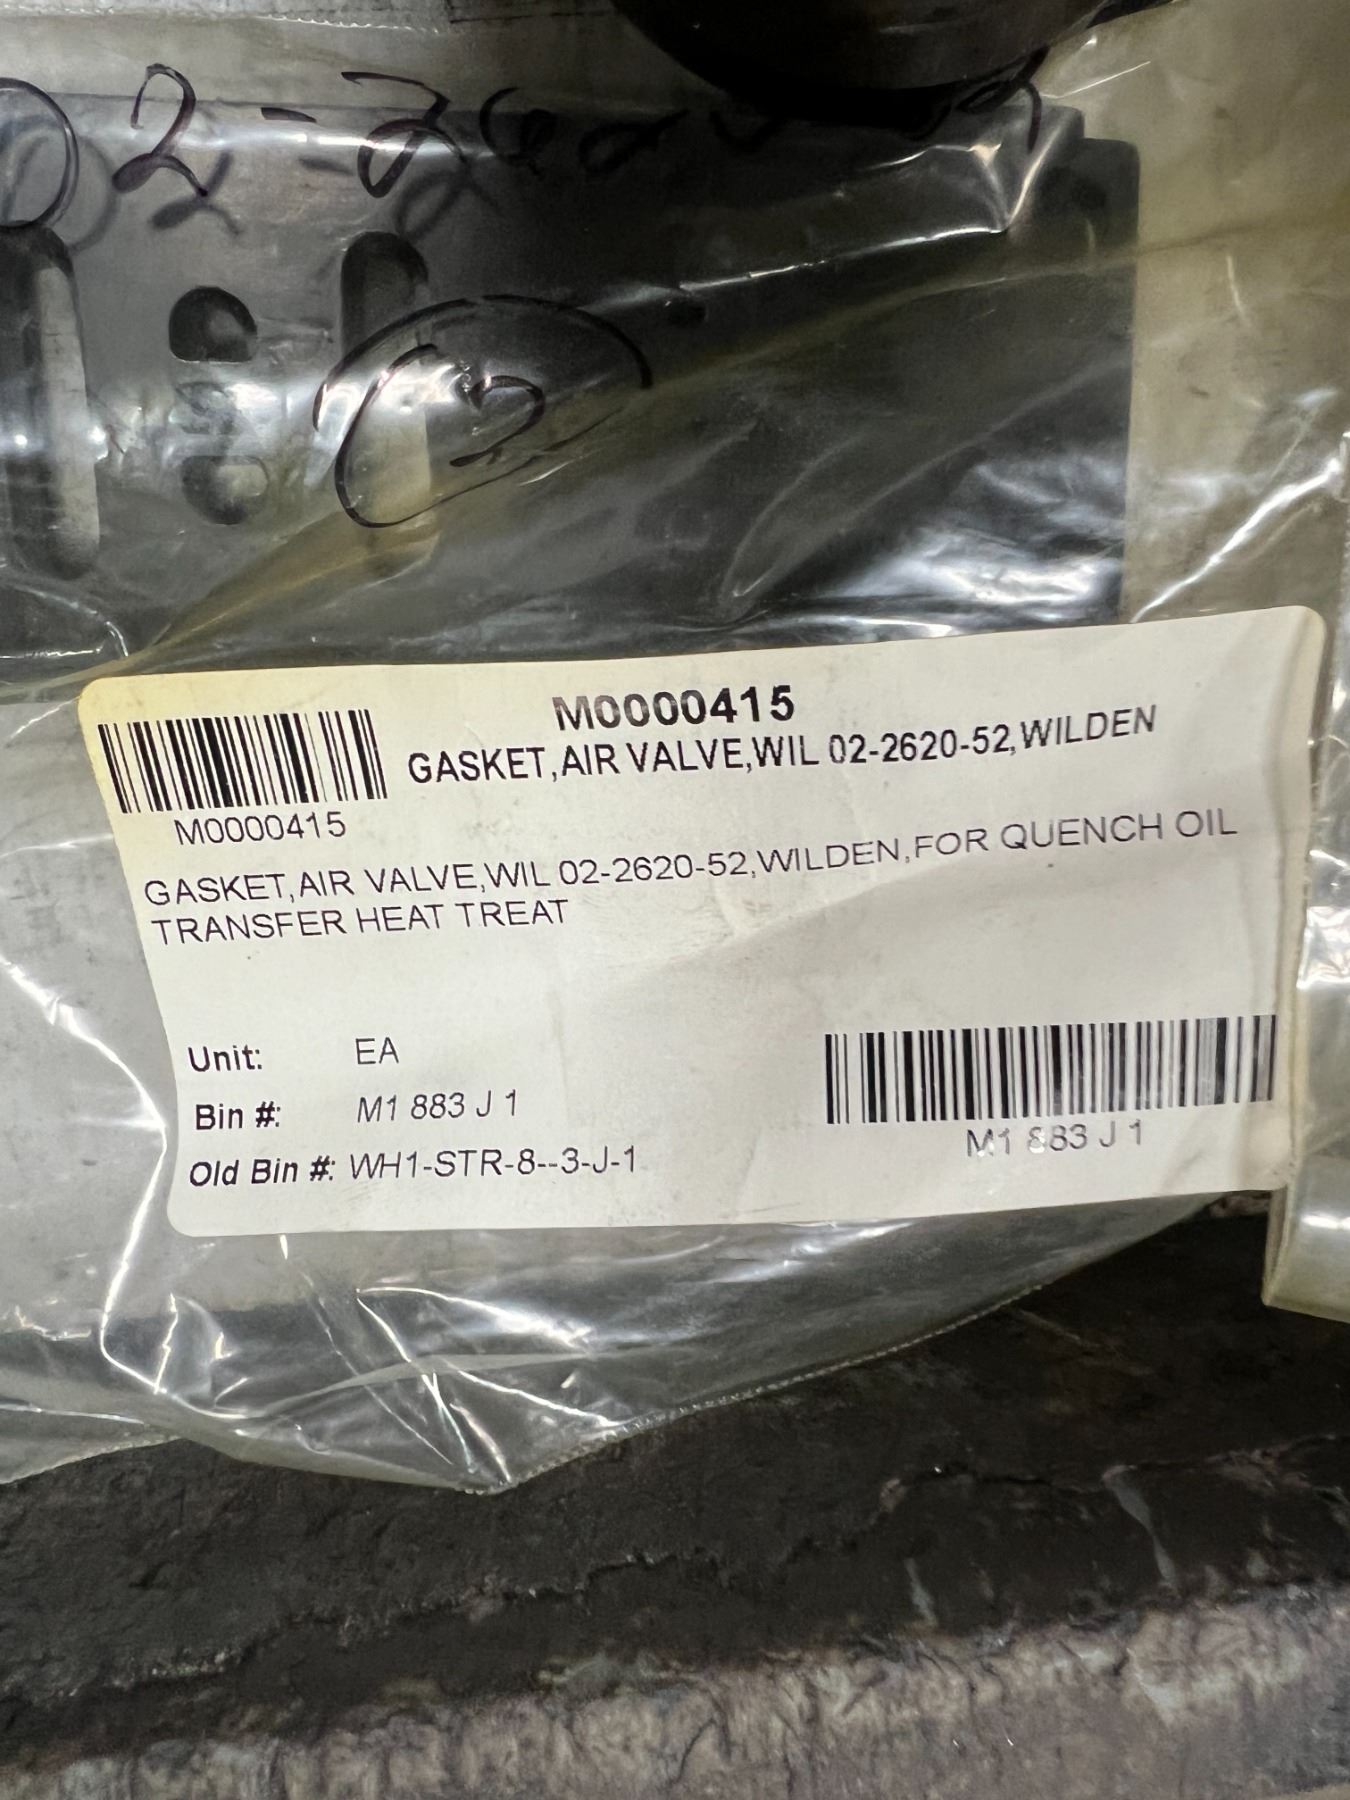 M0000415
GASKET,AIR VALVE,WIL 02-2620-52,WILDEN
M0000415
GASKET,AIR VALVE,WIL 02-2620-52,WILDEN,FOR QUENCH OIL
TRANSFER HEAT TREAT
Unit: EA
Bin #: M1 883 J 1
M1 883 J 1
Old Bin #: WH1-STR-8--3-J-1